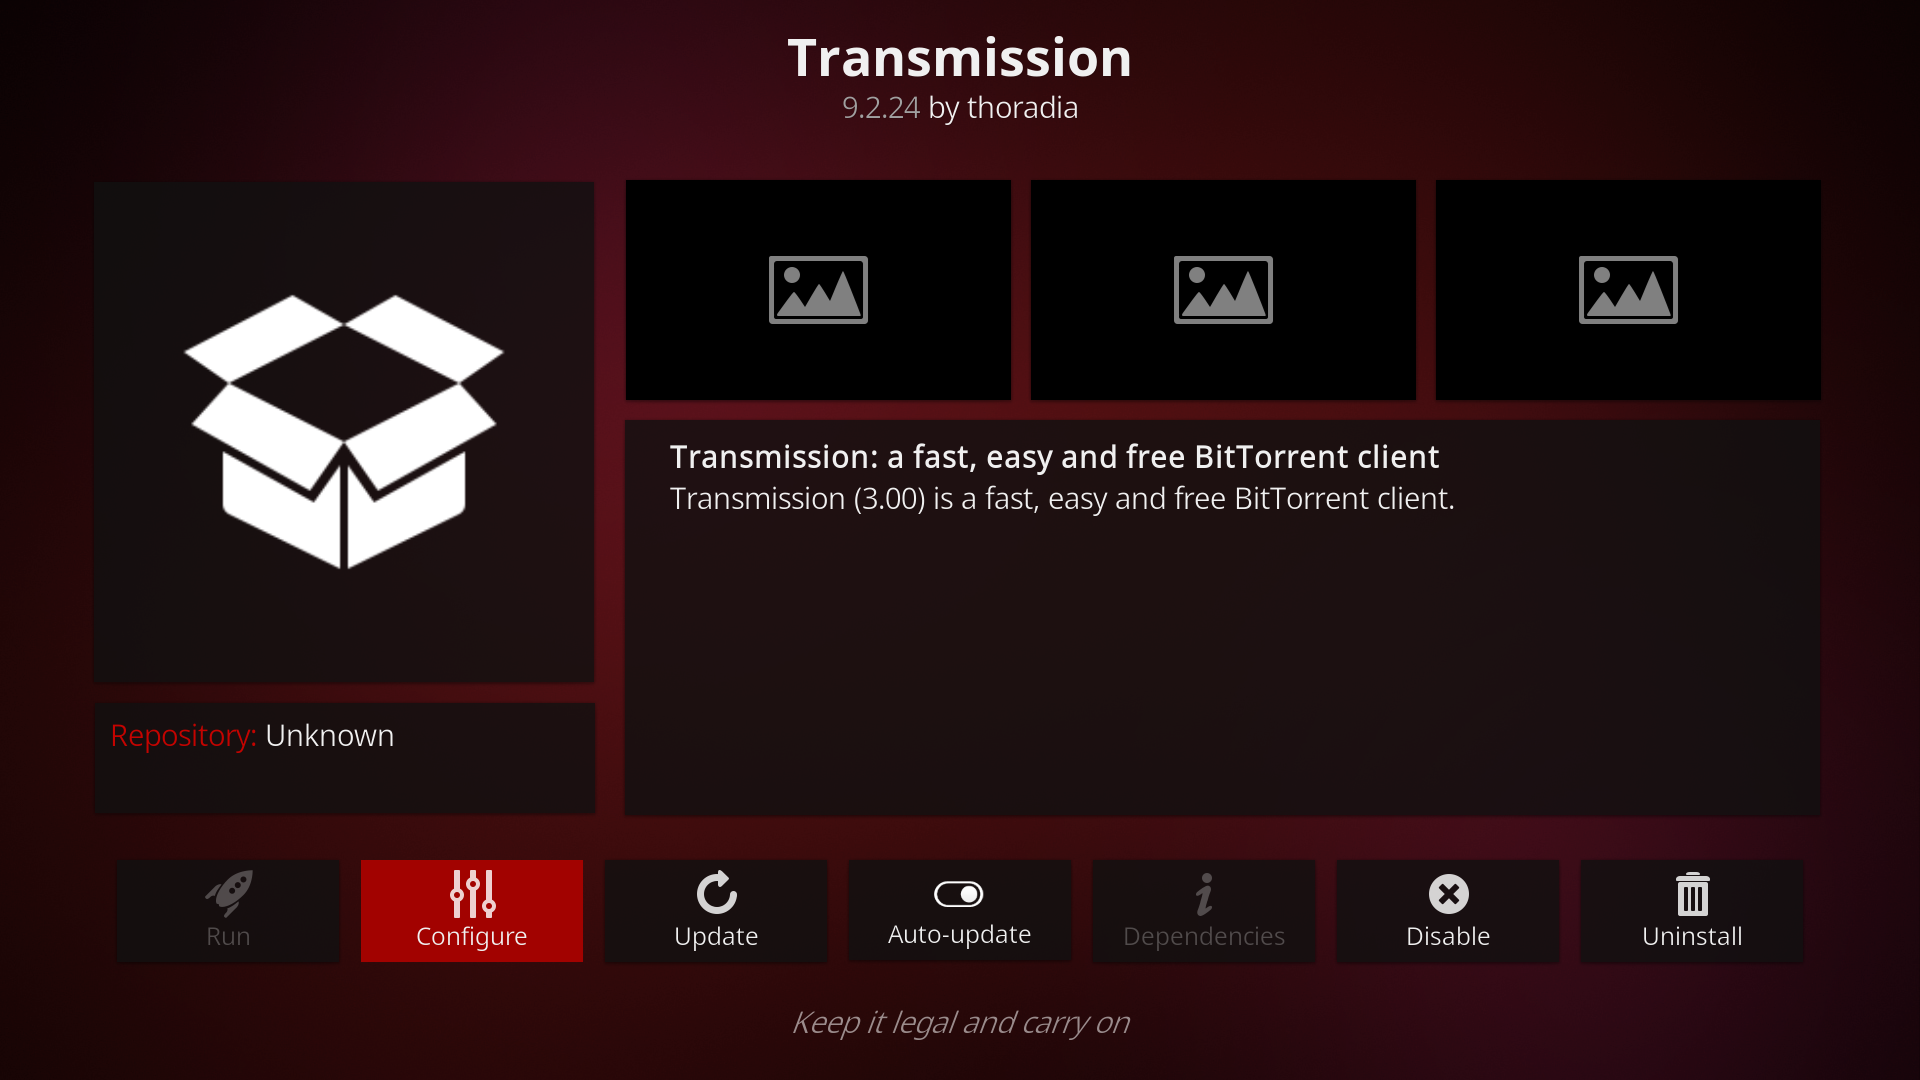 Transmission
9.2.24 by thoradia
Transmission: a fast, easy and free BitTorrent client
Transmission (3.00) is a fast, easy and free BitTorrent client.
Repository: Unknown
Run
Configure
Update
Auto-update
Dependencies
Disable
Uninstall
Keep it legal and carry on